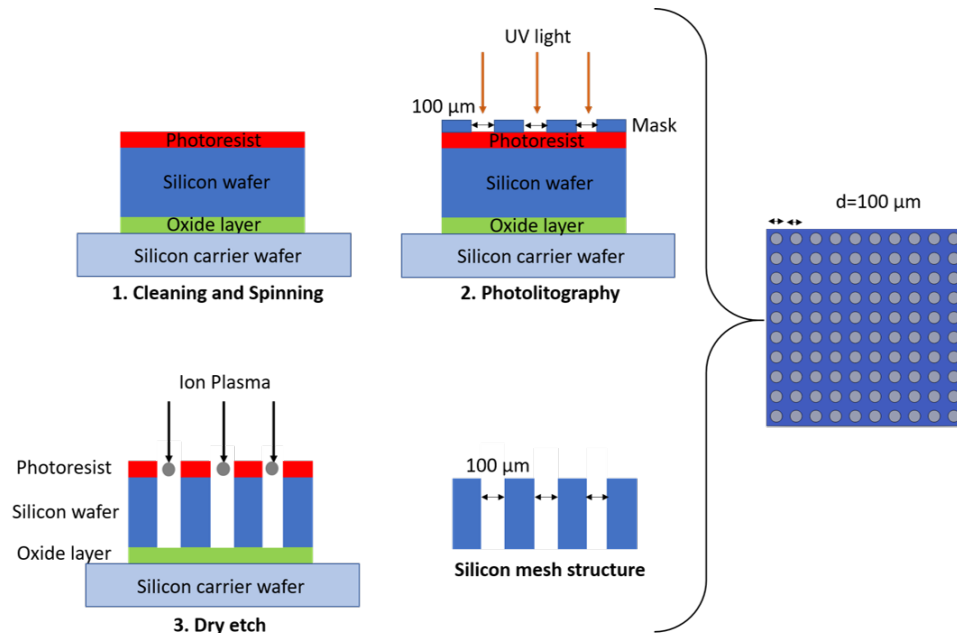 Photoresist
Silicon wafer
Oxide layer
Silicon carrier wafer
1. Cleaning and Spinning
UV light
100 µm
Mask
Photoresist
Silicon wafer
Oxide layer
Silicon carrier wafer
2. Photolitography
Ion Plasma
Photoresist
Silicon wafer
Oxide layer
Silicon carrier wafer
3. Dry etch
100 µm
Silicon mesh structure
d=100 µm